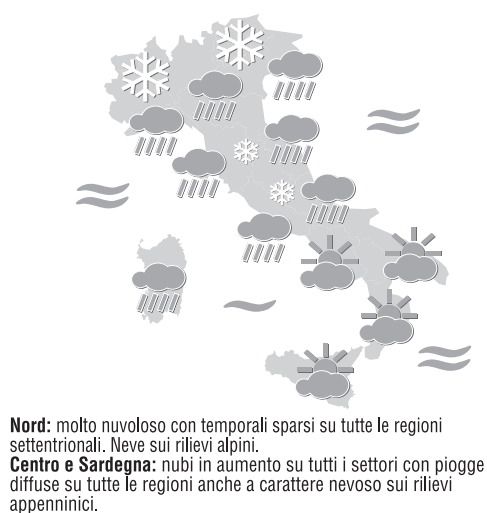 Nord: molto nuvoloso con temporali sparsi su tutte le regioni
settentrionali. Neve sui rilievi alpini.
Centro e Sardegna: nubi in aumento su tutti i settori con piogge
diffuse su tutte le regioni anche a carattere nevoso sui rilievi
appenninici.